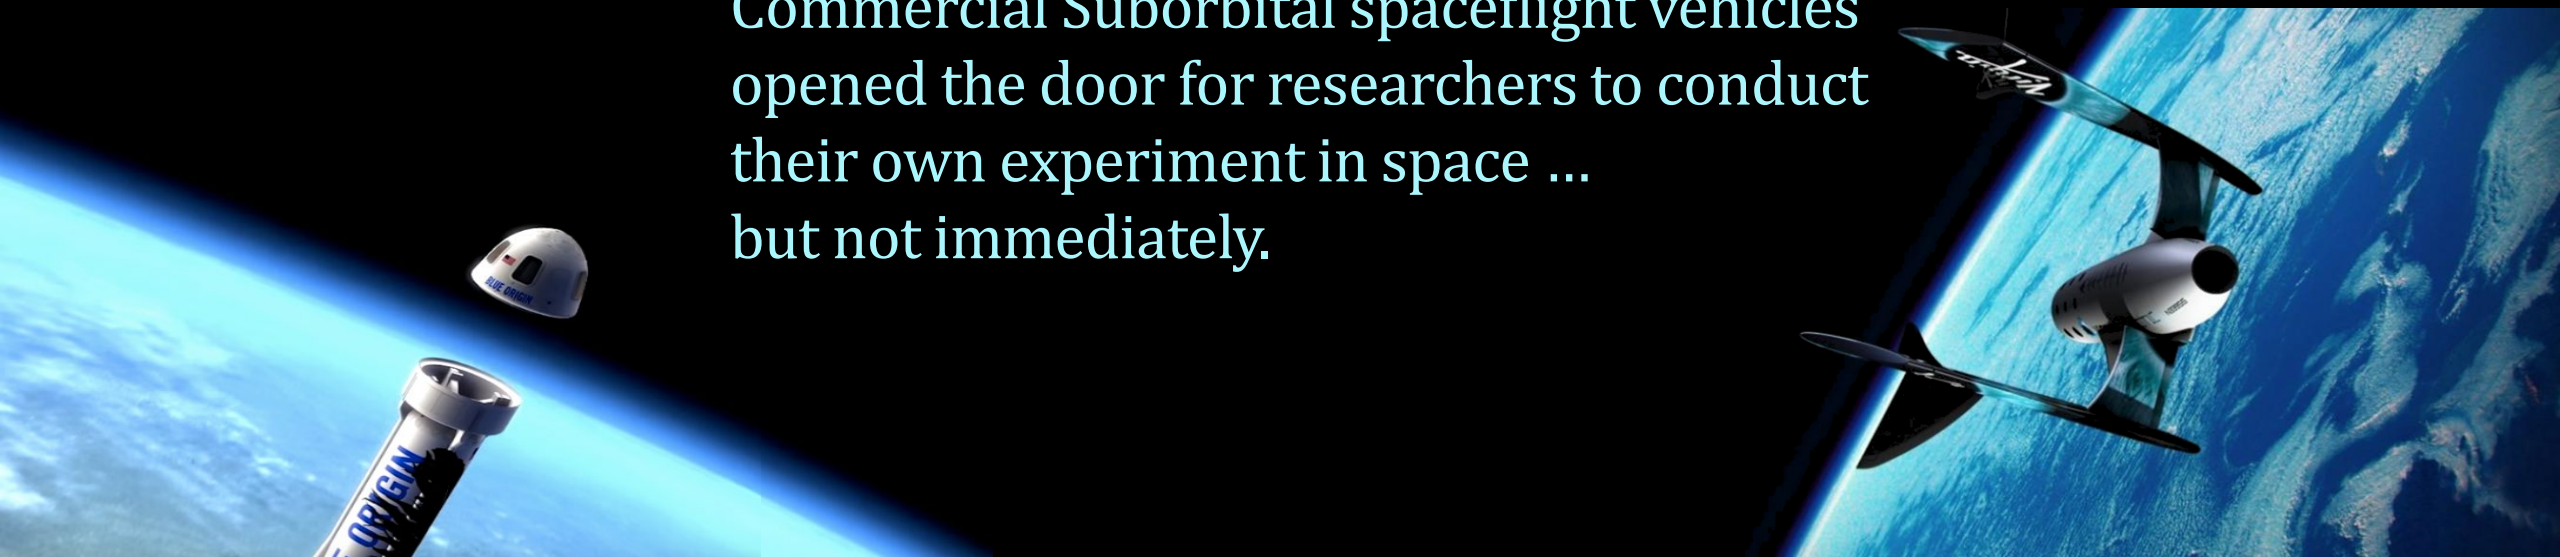 Commercial Suborbital spaceflight vehicles
opened the door for researchers to conduct
their own experiment in space …
but not immediately.
BLUE ORIGIN
ORIGIN